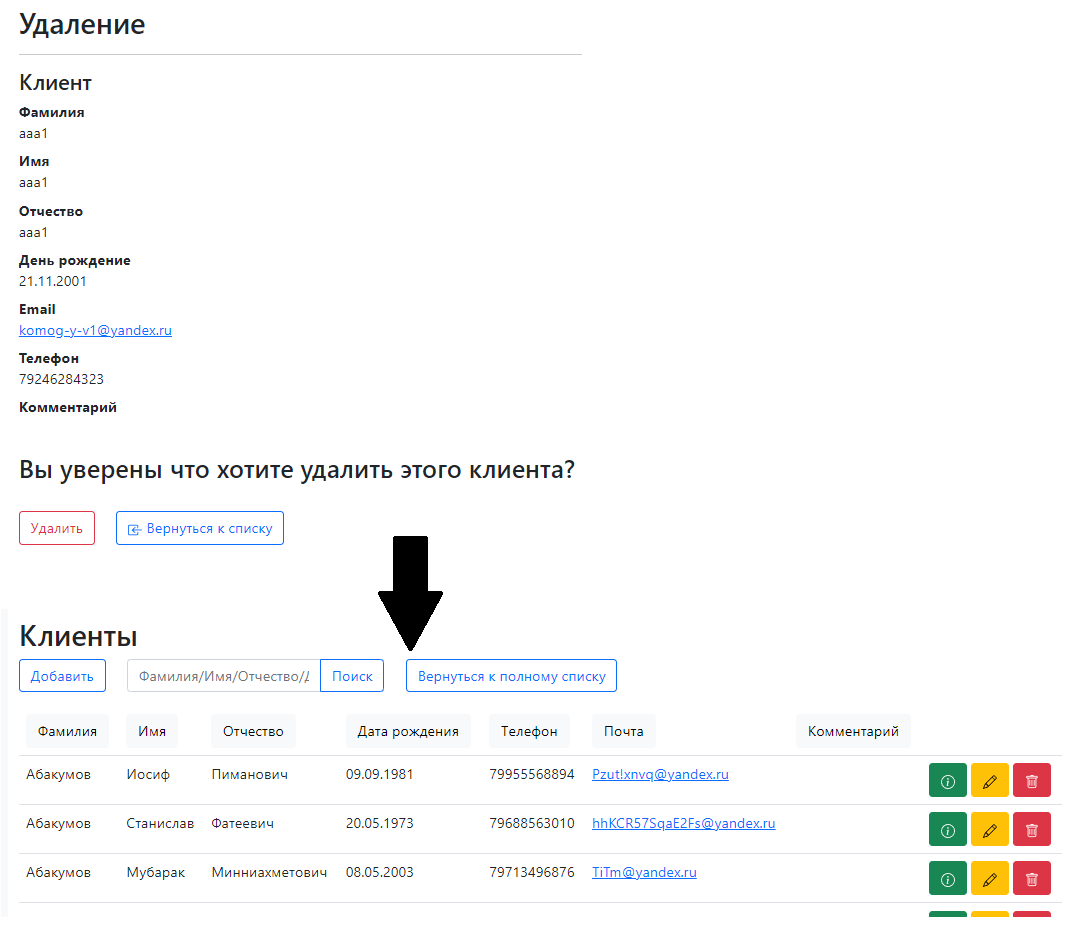 Удаление
Клиент
Фамилия
aaa1
Имя
aaa1
Отчество
aaa1
День рождение
21.11.2001
Email
komog-y-v1@yandex.ru
Телефон
79246284323
Комментарий
Вы уверены что хотите удалить этого клиента?
Удалить Вернуться к списку
Клиенты
Добавить Фамилия/Имя/Отчество/Д Поиск Вернуться к полному списку
Фамилия Имя Отчество Дата рождения Телефон Почта Комментарий
Абакумов Иосиф Пиманович 09.09.1981 79955568894 Pzut!xnvq@yandex.ru
Абакумов Станислав Фатеевич 20.05.1973 79688563010 hhKCR57SqaE2Fs@yandex.ru
Абакумов Мубарак Минниахметович 08.05.2003 79713496876 TiTm@yandex.ru